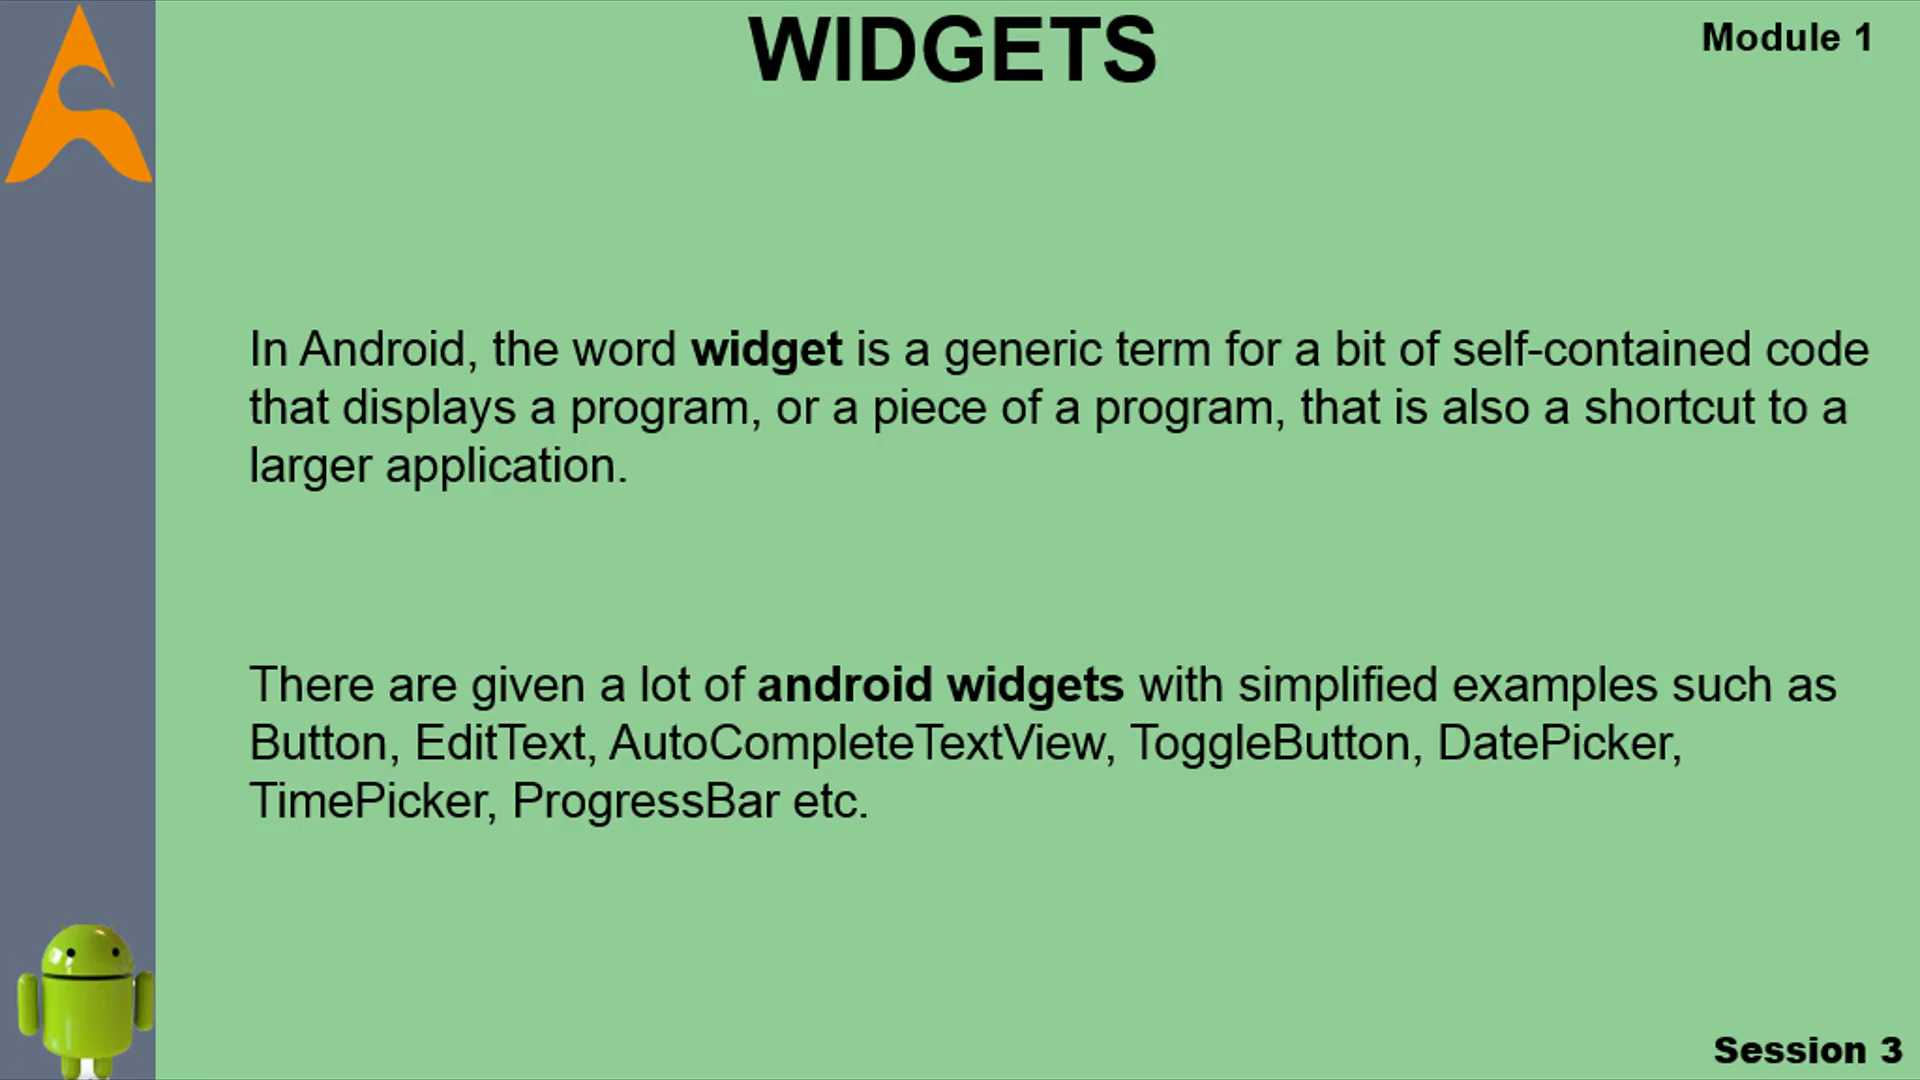 WIDGETS
Module 1
In Android, the word widget is a generic term for a bit of self-contained code
that displays a program, or a piece of a program, that is also a shortcut to a
larger application.
There are given a lot of android widgets with simplified examples such as
Button, EditText, AutoCompleteTextView, ToggleButton, DatePicker,
TimePicker, ProgressBar etc.
Session 3